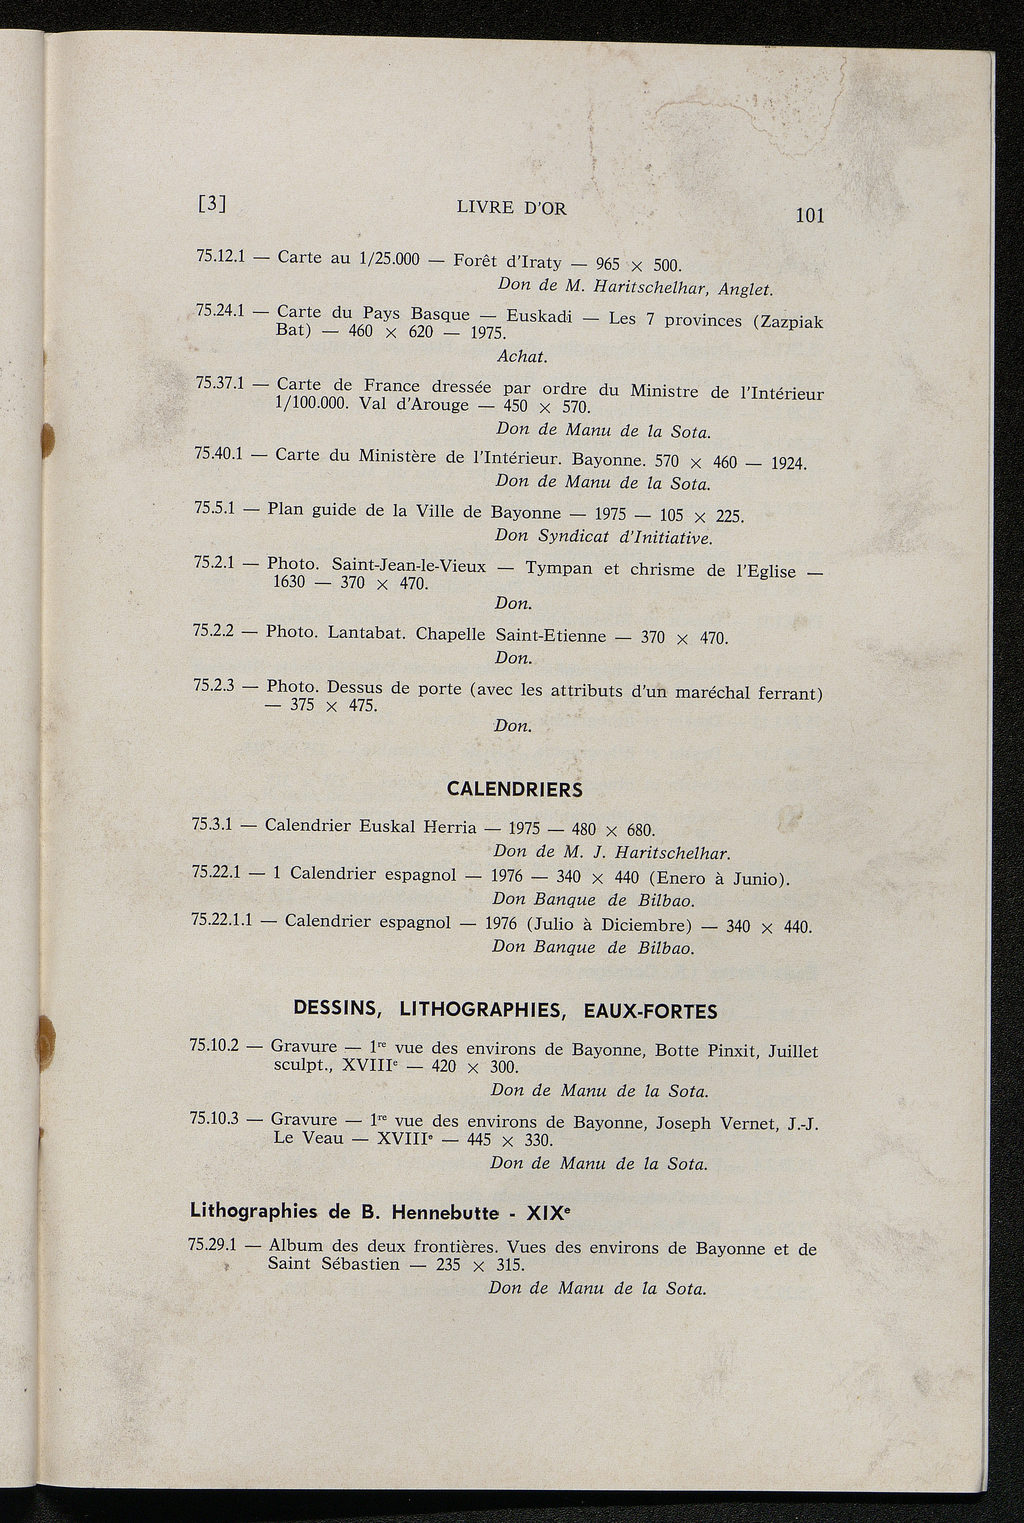 [3] LIVRE D'OR 101
75.12.1 — Carte au 1/25.000 — Forêt d'Iraty — 965 × 500.
Don de M. Haritschelhar, Anglet.
75.24.1 — Carte du Pays Basque — Euskadi — Les 7 provinces (Zazpiak
Bat) — 460 × 620 — 1975.
Achat.
75.37.1 — Carte de France dressée par ordre du Ministre de l'Intérieur
1/100.000. Val d'Arouge — 450 × 570.
Don de Manu de la Sota.
75.40.1 — Carte du Ministère de l'Intérieur. Bayonne. 570 × 460 — 1924.
Don de Manu de la Sota.
75.5.1 — Plan guide de la Ville de Bayonne — 1975 — 105 × 225.
Don Syndicat d'Initiative.
75.2.1 — Photo. Saint-Jean-le-Vieux — Tympan et chrisme de l'Eglise —
1630 — 370 × 470.
Don.
75.2.2 — Photo. Lantabat. Chapelle Saint-Etienne — 370 × 470.
Don.
75.2.3 — Photo. Dessus de porte (avec les attributs d'un maréchal ferrant)
— 375 × 475.
Don.
CALENDRIERS
75.3.1 — Calendrier Euskal Herria — 1975 — 480 × 680.
Don de M. J. Haritschelhar.
75.22.1 — 1 Calendrier espagnol — 1976 — 340 × 440 (Enero à Junio).
Don Banque de Bilbao.
75.22.1.1 — Calendrier espagnol — 1976 (Julio à Diciembre) — 340 × 440.
Don Banque de Bilbao.
DESSINS, LITHOGRAPHIES, EAUX-FORTES
75.10.2 — Gravure — 1re vue des environs de Bayonne, Botte Pinxit, Juillet
sculpt., XVIIIe — 420 × 300.
Don de Manu de la Sota.
75.10.3 — Gravure — 1re vue des environs de Bayonne, Joseph Vernet, J.-J.
Le Veau — XVIIIe — 445 × 330.
Don de Manu de la Sota.
Lithographies de B. Hennebutte - XIXe
75.29.1 — Album des deux frontières. Vues des environs de Bayonne et de
Saint Sébastien — 235 × 315.
Don de Manu de la Sota.